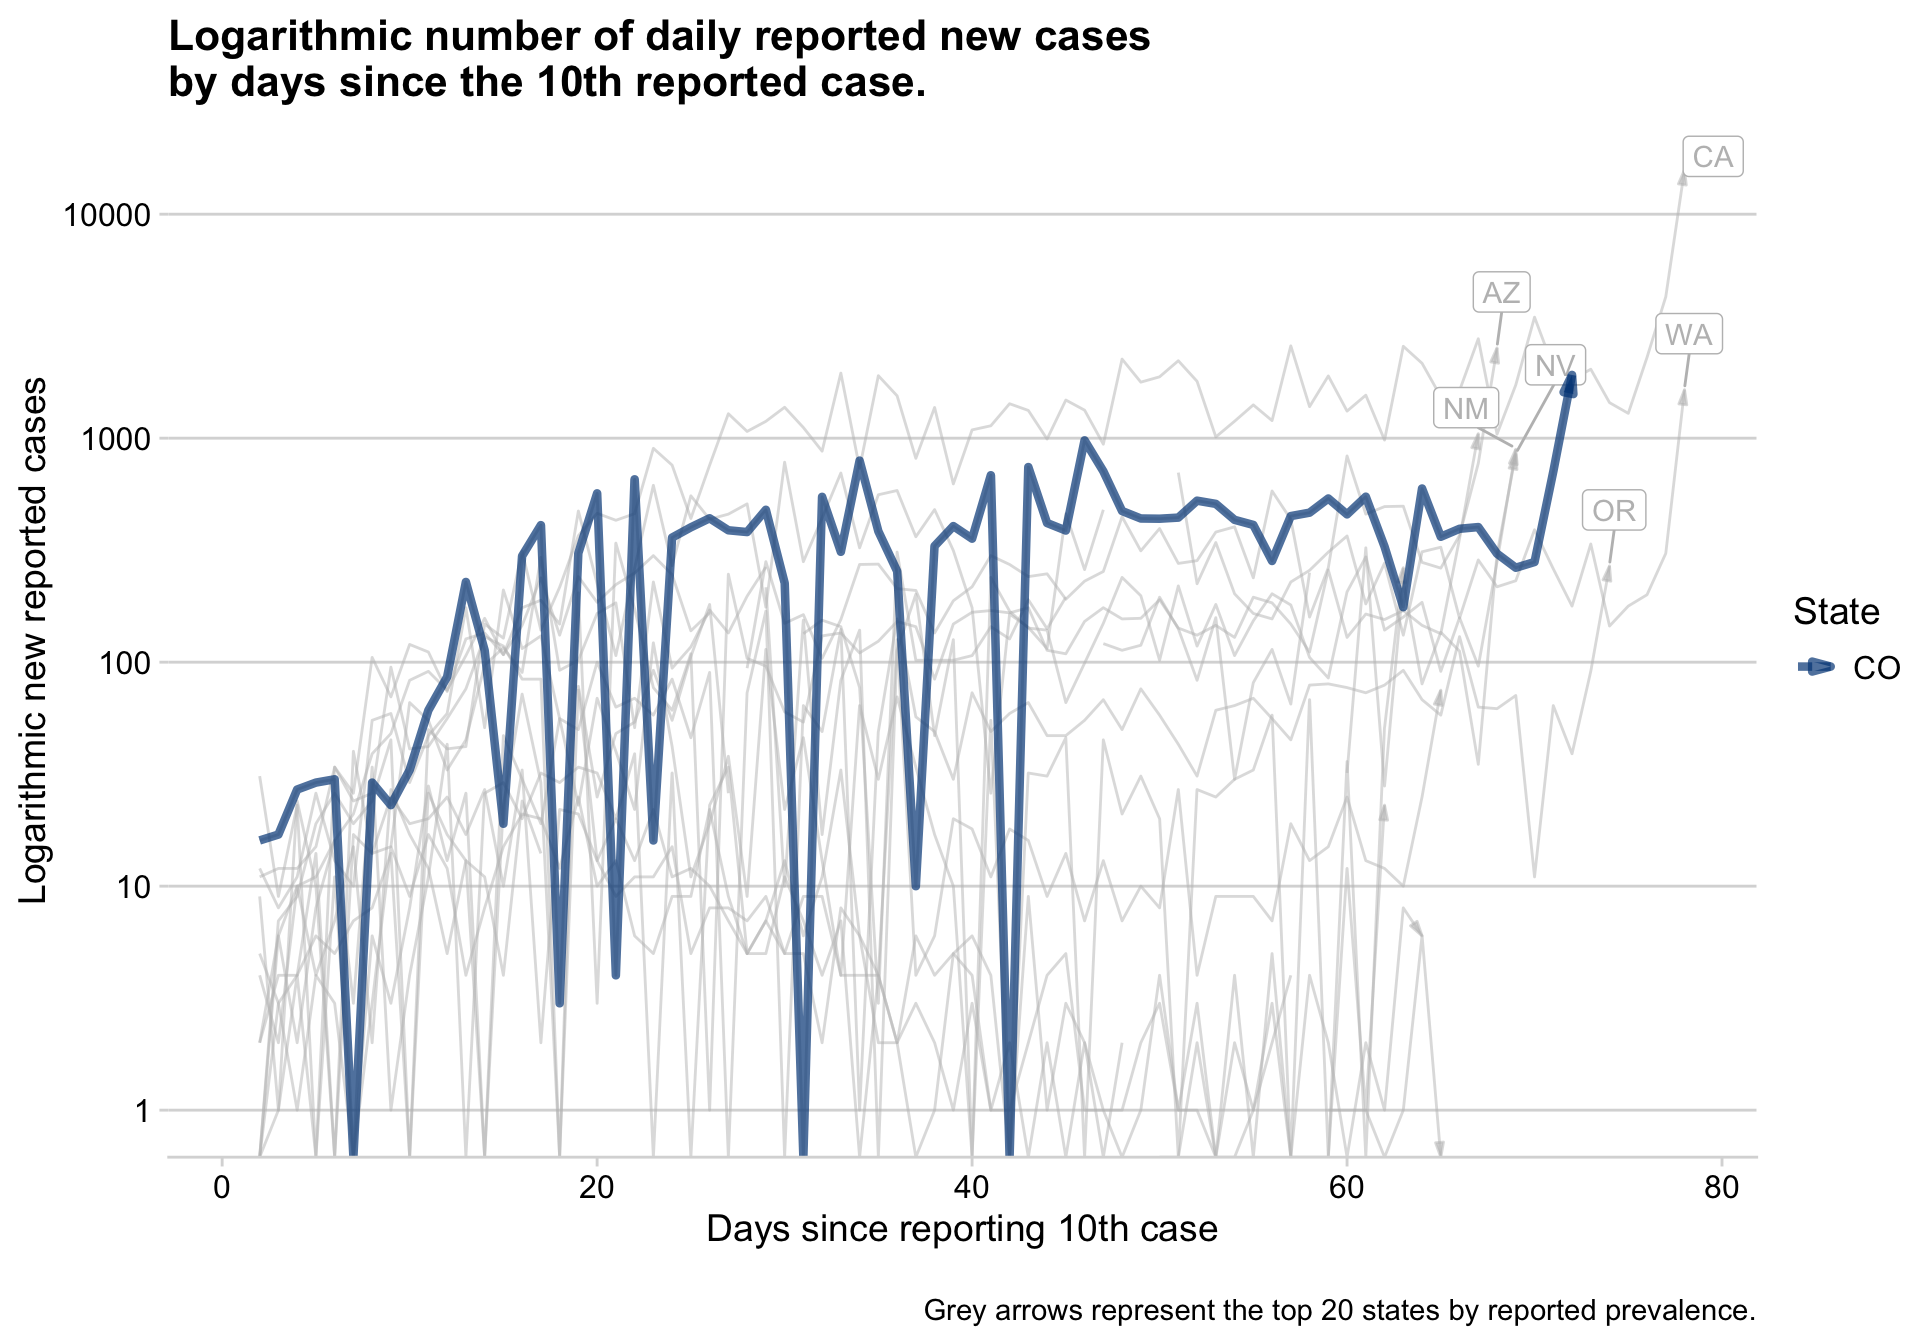 Logarithmic number of daily reported new cases
by days since the 10th reported case.
Logarithmic new reported cases
10000
1000
100
10
1
CA
AZ
WA
NV
NM
OR
State
CO
0 20 40 60 80
Days since reporting 10th case
Grey arrows represent the top 20 states by reported prevalence.